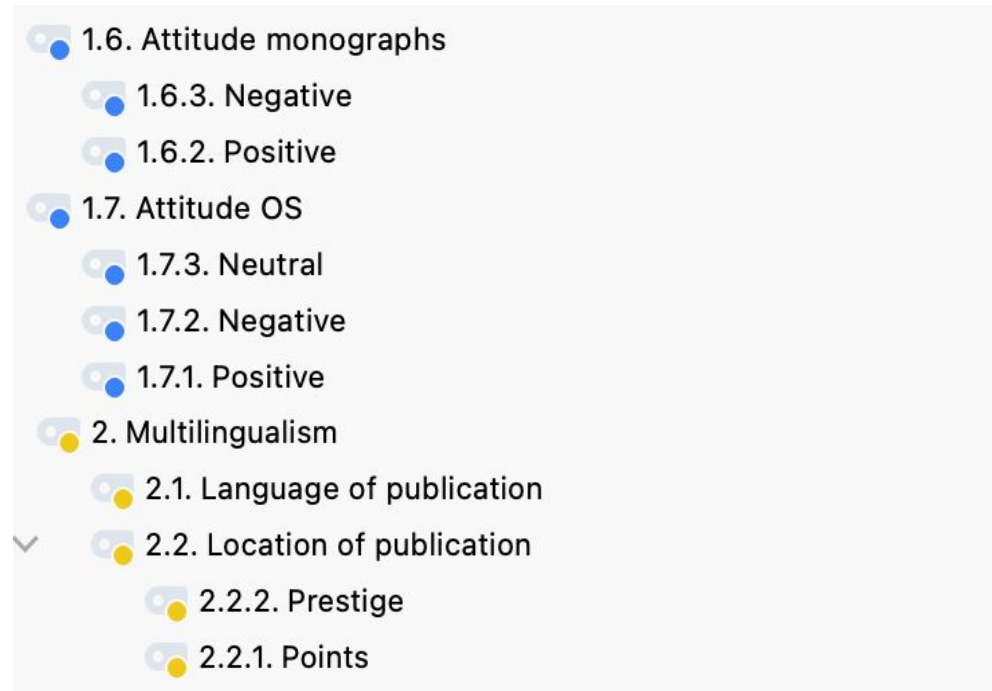 1.6. Attitude monographs
1.6.3. Negative
1.6.2. Positive
1.7. Attitude OS
1.7.3. Neutral
1.7.2. Negative
1.7.1. Positive
2. Multilingualism
2.1. Language of publication
2.2. Location of publication
2.2.2. Prestige
2.2.1. Points